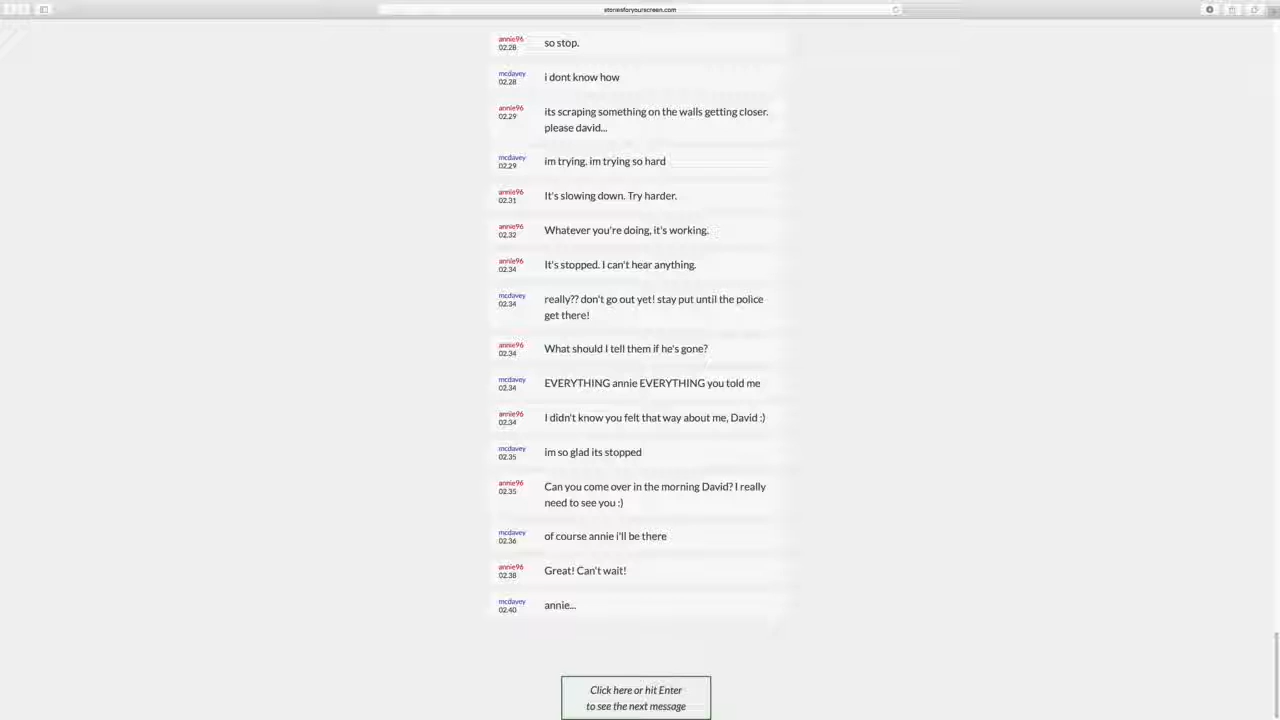 storiesforyourscreen.com
annie96
02.28
so stop.
mcdavey
02.28
i dont know how
annie96
02.29
its scraping something on the walls getting closer.
please david...
mcdavey
02.29
im trying. im trying so hard
annie96
02.31
It's slowing down. Try harder.
annie96
02.32
Whatever you're doing, it's working.
annie96
02.34
It's stopped. I can't hear anything.
mcdavey
02.34
really?? don't go out yet! stay put until the police
get there!
annie96
02.34
What should I tell them if he's gone?
mcdavey
02.34
EVERYTHING annie EVERYTHING you told me
annie96
02.34
I didn't know you felt that way about me, David :)
mcdavey
02.35
im so glad its stopped
annie96
02.35
Can you come over in the morning David? I really
need to see you :)
mcdavey
02.36
of course annie i'll be there
annie96
02.38
Great! Can't wait!
mcdavey
02.40
annie...
Click here or hit Enter
to see the next message